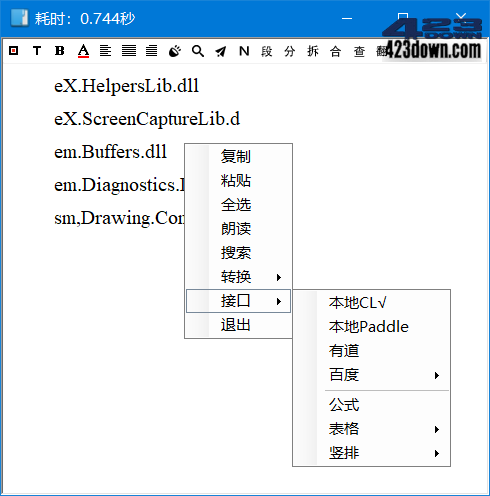 耗时：0.744秒
423down.com
T B A N 段 分 拆 合 查 翻
eX.HelpersLib.dll
eX.ScreenCaptureLib.d
em.Buffers.dll
em.Diagnostics.
sm,Drawing.Con
复制
粘贴
全选
朗读
搜索
转换
接口
退出
本地CL√
本地Paddle
有道
百度
公式
表格
竖排